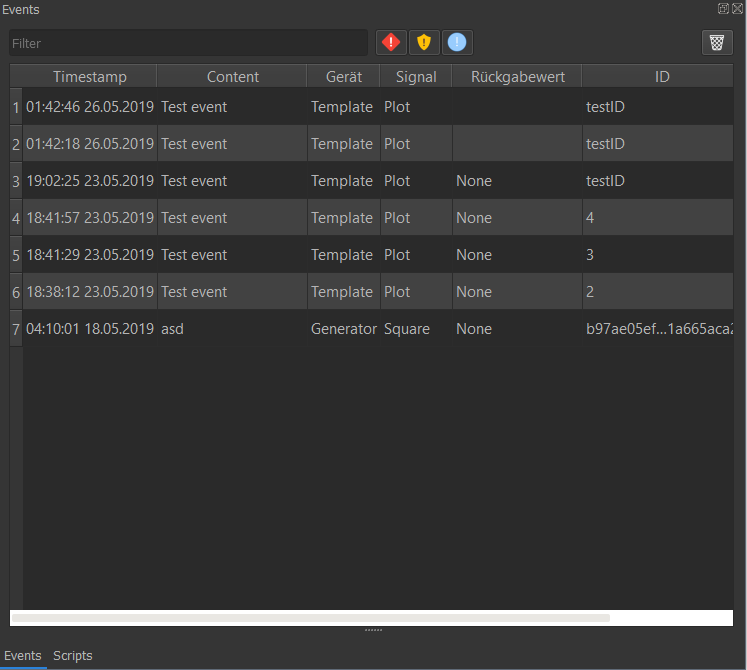 Events
Filter
Timestamp Content Gerät Signal Rückgabewert ID
1 01:42:46 26.05.2019 Test event Template Plot testID
2 01:42:18 26.05.2019 Test event Template Plot testID
3 19:02:25 23.05.2019 Test event Template Plot None testID
4 18:41:57 23.05.2019 Test event Template Plot None 4
5 18:41:29 23.05.2019 Test event Template Plot None 3
6 18:38:12 23.05.2019 Test event Template Plot None 2
7 04:10:01 18.05.2019 asd Generator Square None b97ae05ef...1a665aca2
Events Scripts